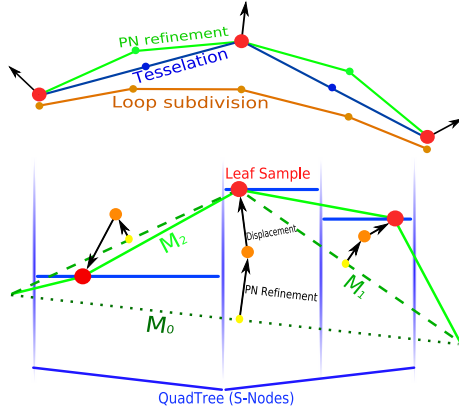 PN refinement
Tesselation
Loop subdivision
Leaf Sample
Displacement
M2
PN Refinement
M1
M0
QuadTree (S-Nodes)